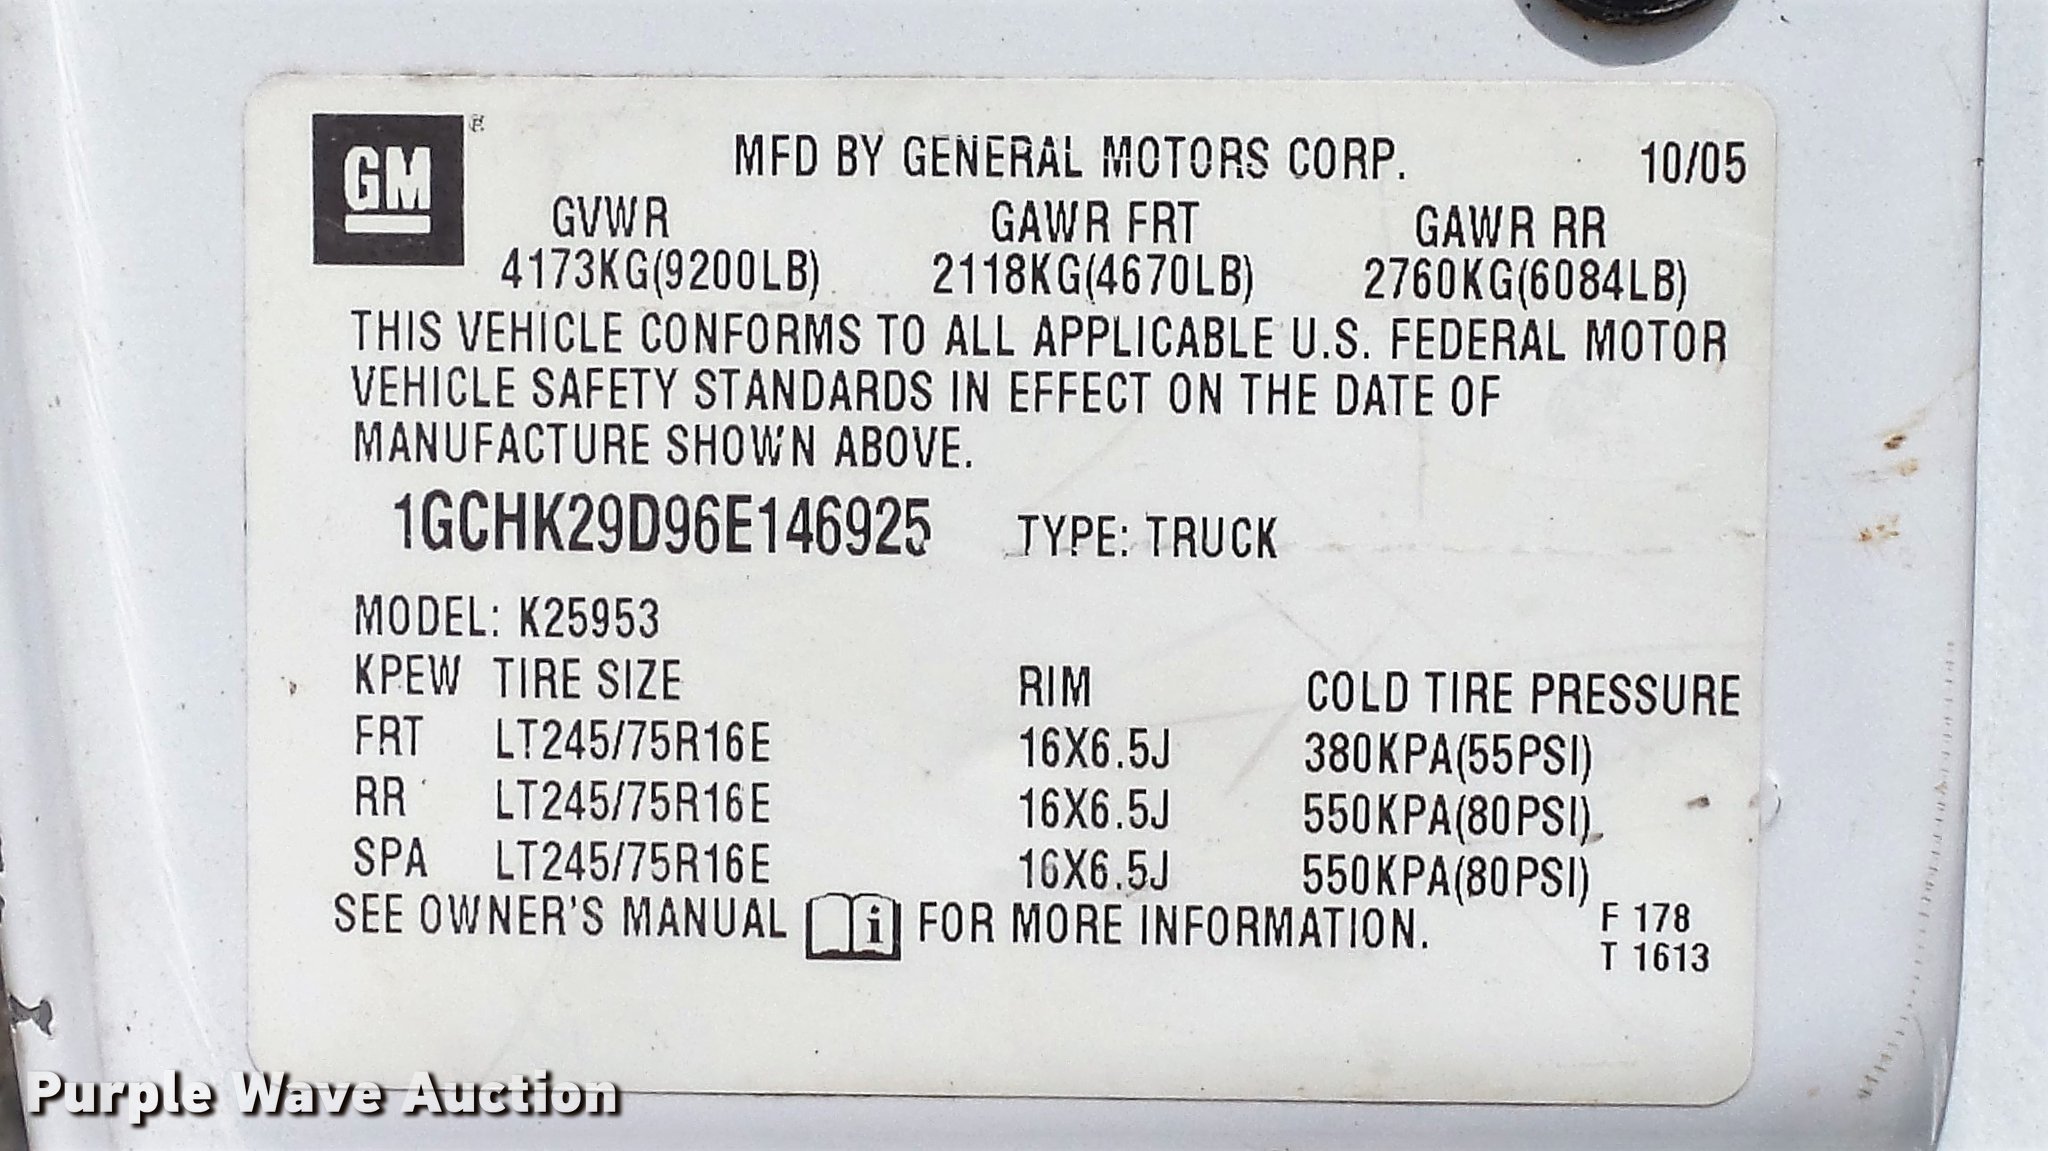 GM
MFD BY GENERAL MOTORS CORP. 10/05
GVWR GAWR FRT GAWR RR
4173KG(9200LB) 2118KG(4670LB) 2760KG(6084LB)
THIS VEHICLE CONFORMS TO ALL APPLICABLE U.S. FEDERAL MOTOR
VEHICLE SAFETY STANDARDS IN EFFECT ON THE DATE OF
MANUFACTURE SHOWN ABOVE.
1GCHK29D96E146925 TYPE: TRUCK
MODEL: K25953
KPEW TIRE SIZE RIM COLD TIRE PRESSURE
FRT LT245/75R16E 16X6.5J 380KPA(55PSI)
RR LT245/75R16E 16X6.5J 550KPA(80PSI)
SPA LT245/75R16E 16X6.5J 550KPA(80PSI)
SEE OWNER'S MANUAL i FOR MORE INFORMATION.
F 178
T 1613
Purple Wave Auction